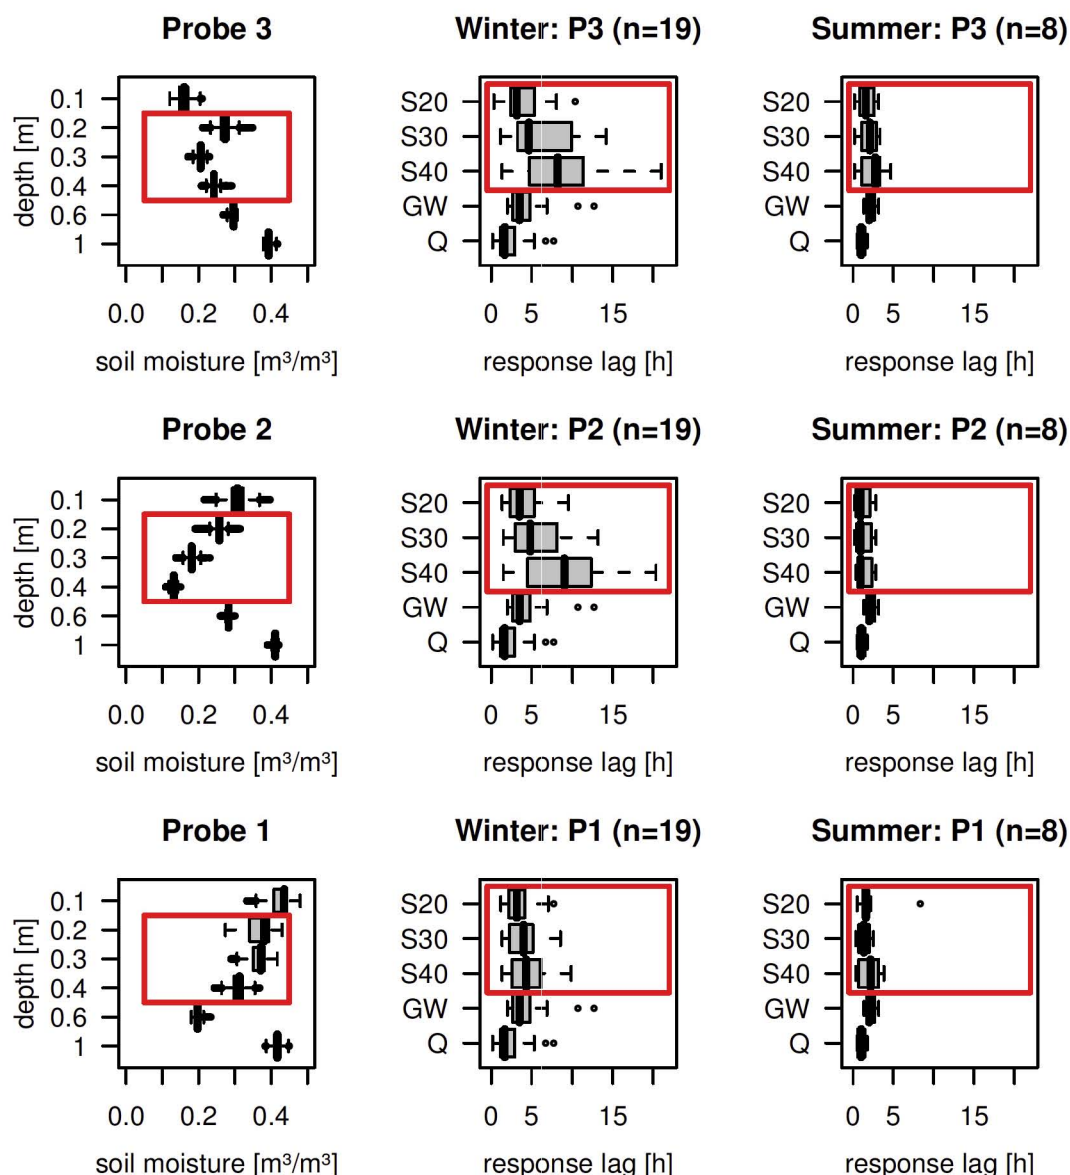 Probe 3 Winter: P3 (n=19) Summer: P3 (n=8)
depth [m]
0.1 S20 S20
0.2 S30 S30
0.3 S40 S40
0.4 GW GW
0.6 Q Q
1
0.0 0.2 0.4 0 5 15 0 5 15
soil moisture [m³/m³] response lag [h] response lag [h]
Probe 2 Winter: P2 (n=19) Summer: P2 (n=8)
depth [m]
0.1 S20 S20
0.2 S30 S30
0.3 S40 S40
0.4 GW GW
0.6 Q Q
1
0.0 0.2 0.4 0 5 15 0 5 15
soil moisture [m³/m³] response lag [h] response lag [h]
Probe 1 Winter: P1 (n=19) Summer: P1 (n=8)
depth [m]
0.1 S20 S20
0.2 S30 S30
0.3 S40 S40
0.4 GW GW
0.6 Q Q
1
0.0 0.2 0.4 0 5 15 0 5 15
soil moisture [m³/m³] response lag [h] response lag [h]